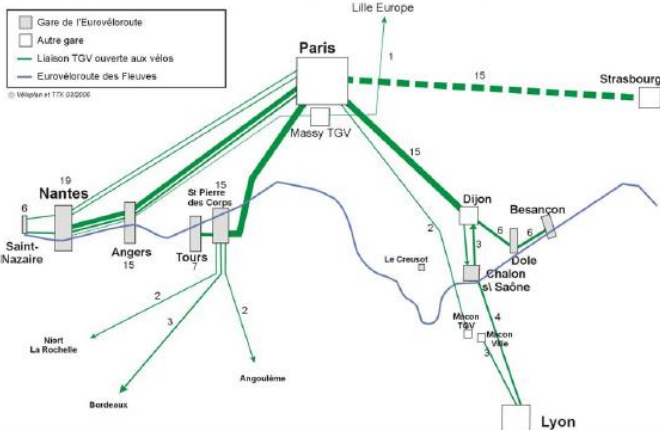 Gare de l'Eurovéloroute
Autre gare
Liaison TGV ouverte aux vélos
Eurovéloroute des Fleuves
© Véloplan et TTK 03/2006
Lille Europe
1
Paris
15
Strasbourg
Massy TGV
15
19
Nantes
6
Saint-
Nazaire
Angers
15
15
St Pierre
des Corps
Tours
7
Dijon
Besançon
2
3
6
6
Dole
Le Creusot
Chalon
s\ Saône
Macon
TGV
Macon
Ville
4
3
2
3
2
Niort
La Rochelle
Bordeaux
Angoulème
Lyon